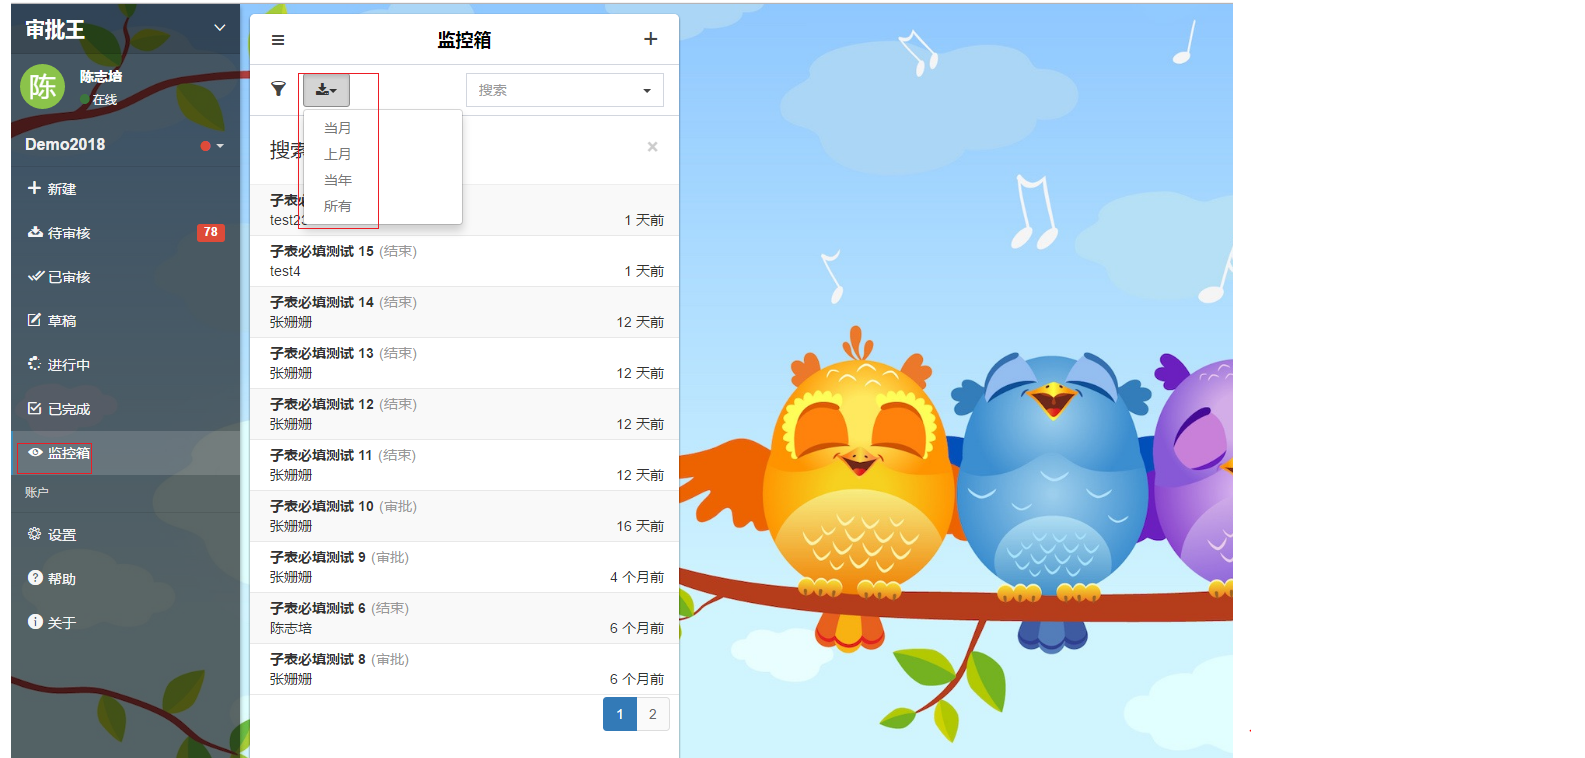 审批王
陈
陈志培
在线
Demo2018
新建
待审核 78
已审核
草稿
进行中
已完成
监控箱
账户
设置
帮助
关于
监控箱
搜索
当月
上月
当年
所有
搜索
×
子表必
test23
1 天前
子表必填测试 15 (结束)
test4 1 天前
子表必填测试 14 (结束)
张姗姗 12 天前
子表必填测试 13 (结束)
张姗姗 12 天前
子表必填测试 12 (结束)
张姗姗 12 天前
子表必填测试 11 (结束)
张姗姗 12 天前
子表必填测试 10 (审批)
张姗姗 16 天前
子表必填测试 9 (审批)
张姗姗 4 个月前
子表必填测试 6 (结束)
陈志培 6 个月前
子表必填测试 8 (审批)
张姗姗 6 个月前
1 2